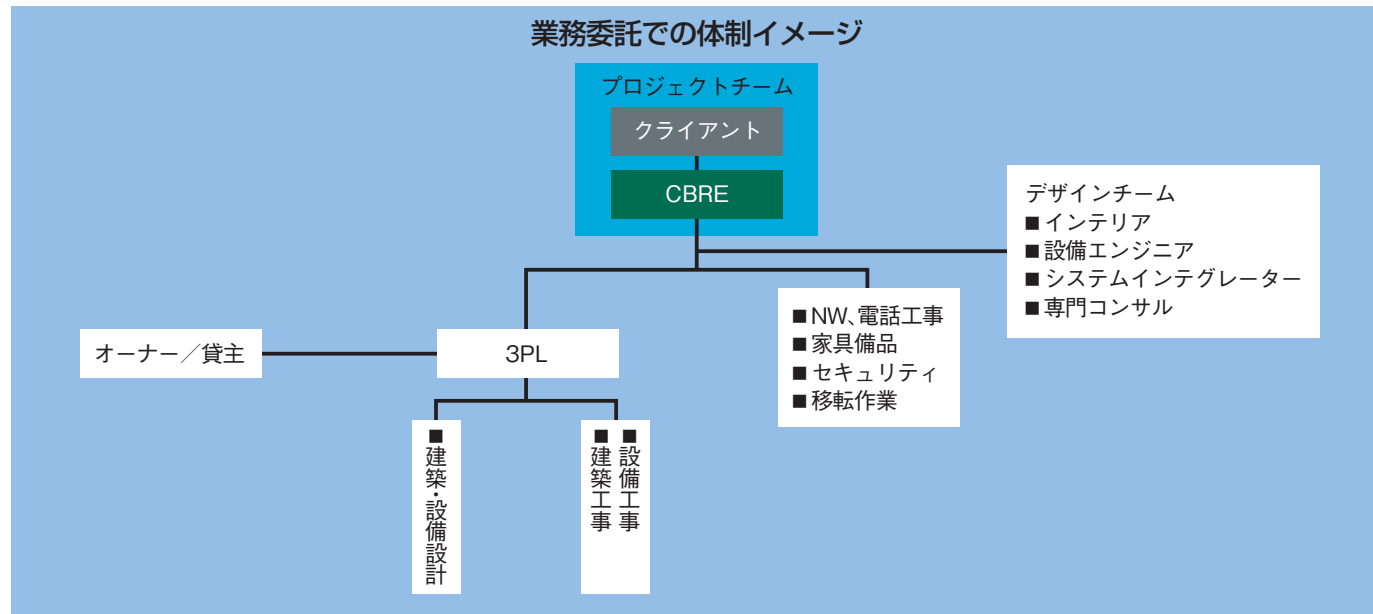 業務委託での体制イメージ
プロジェクトチーム
クライアント
CBRE
デザインチーム
■インテリア
■設備エンジニア
■システムインテグレーター
■専門コンサル
■NW、電話工事
■家具備品
■セキュリティ
■移転作業
オーナー／貸主
3PL
■建築・設備設計
■設備工事
■建築工事